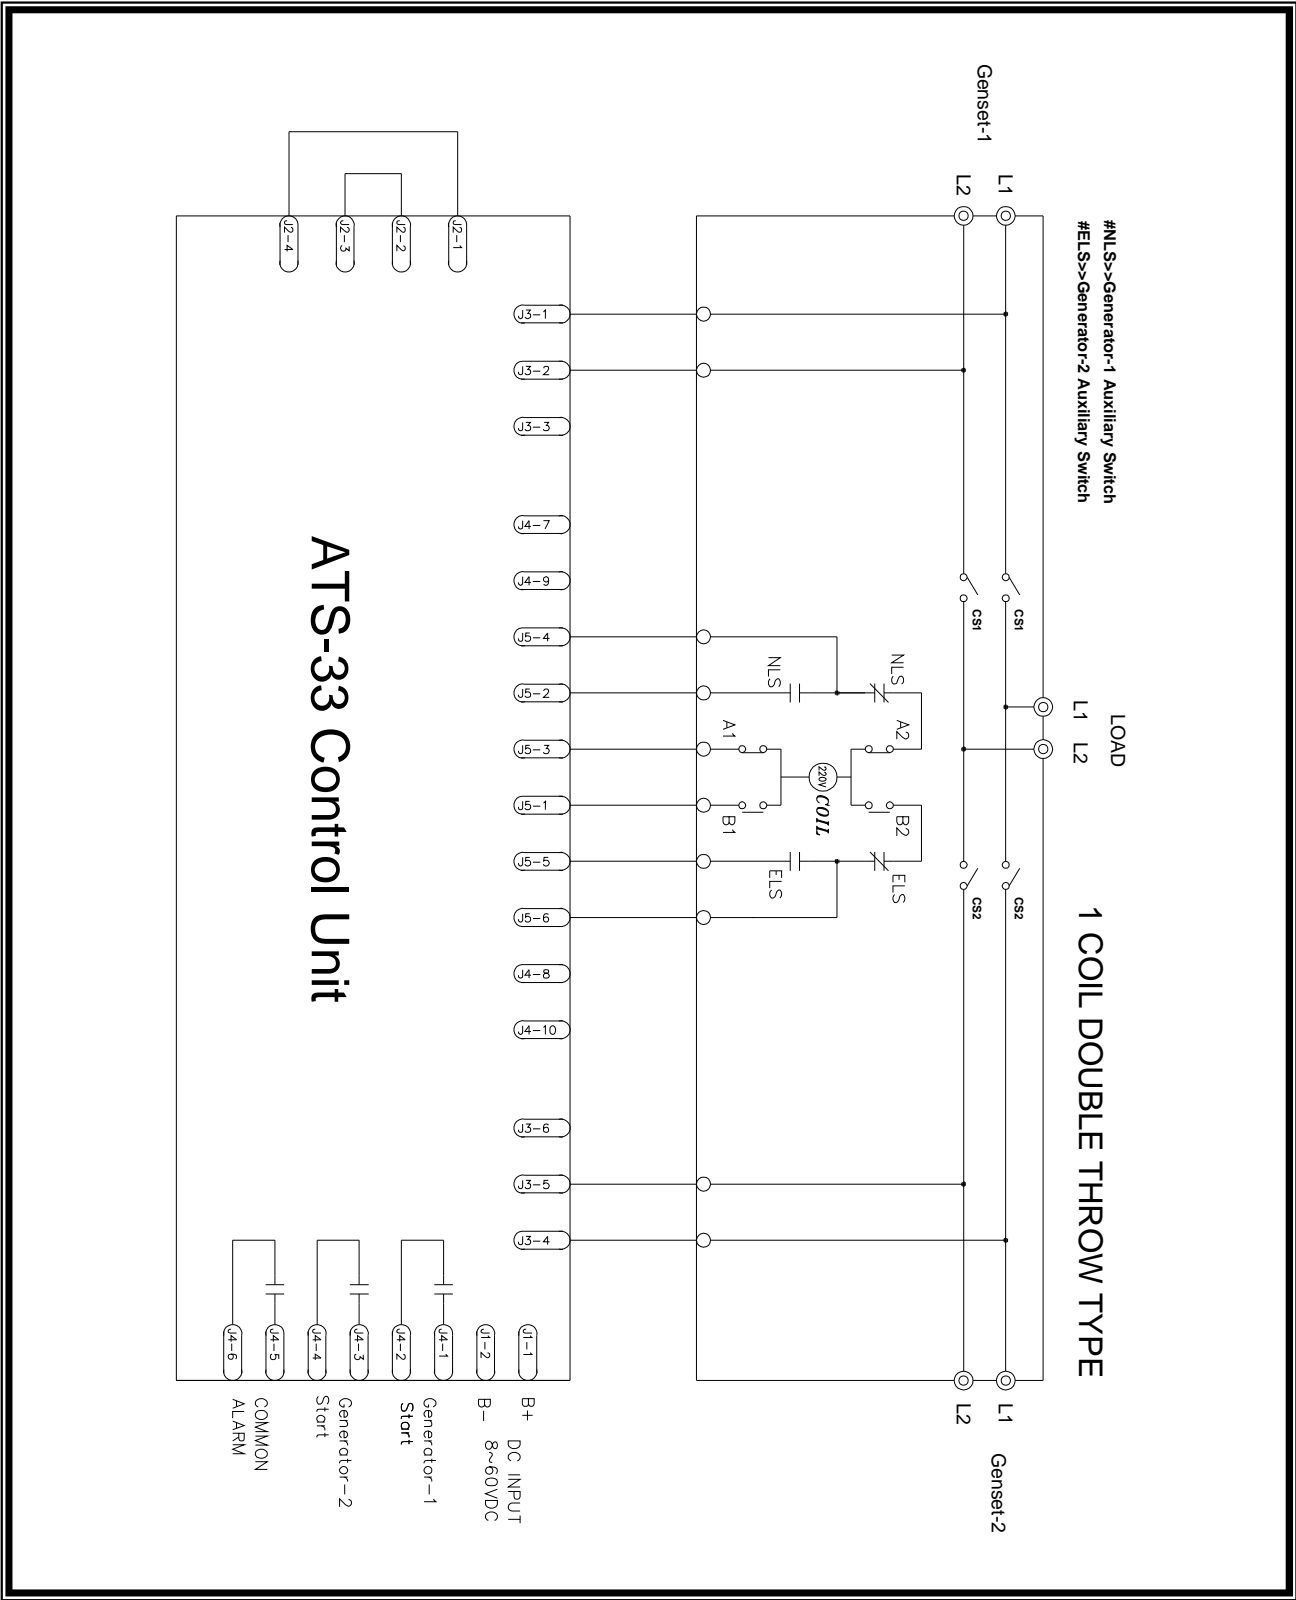 1 COIL DOUBLE THROW TYPE
#NLS>>Generator-1 Auxiliary Switch
#ELS>>Generator-2 Auxiliary Switch
LOAD
L1 L2
Genset-1
L1
L2
CS1
CS1
CS2
CS2
L1
L2
Genset-2
NLS
A2
B2
ELS
220V
COIL
NLS
A1
B1
ELS
J3-1
J3-2
J3-3
J4-7
J4-9
J5-4
J5-2
J5-3
J5-1
J5-5
J5-6
J4-8
J4-10
J3-6
J3-5
J3-4
J2-1
J2-2
J2-3
J2-4
ATS-33 Control Unit
J1-1
B+ DC INPUT
J1-2
B- 8~60VDC
J4-1
Generator-1
J4-2
Start
J4-3
Generator-2
J4-4
Start
J4-5
COMMON
J4-6
ALARM